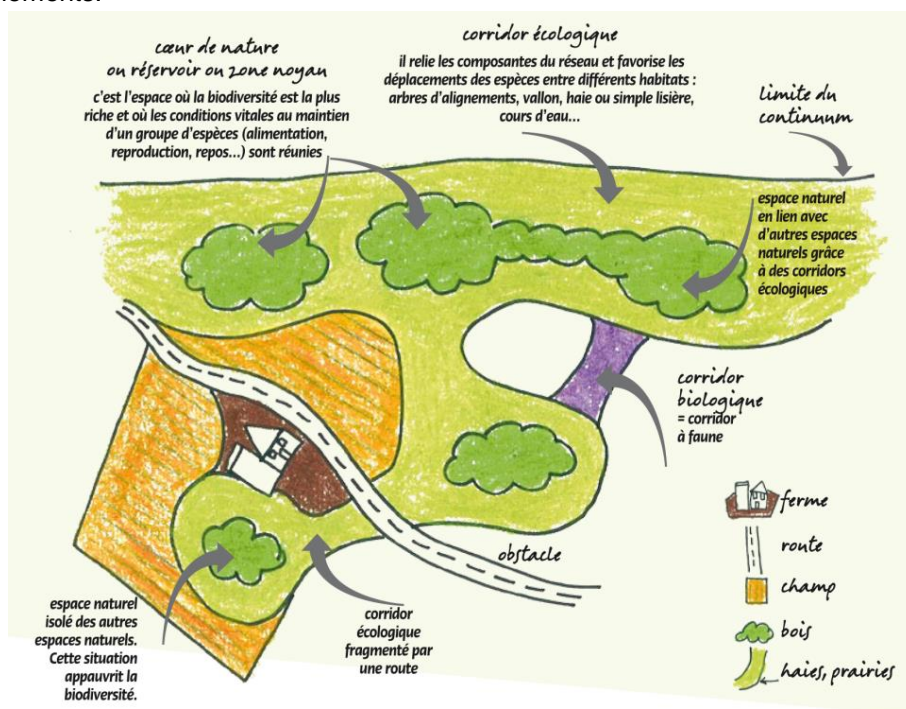 cœur de nature
ou réservoir ou zone noyau
c'est l'espace où la biodiversité est la plus
riche et où les conditions vitales au maintien
d'un groupe d'espèces (alimentation,
reproduction, repos...) sont réunies
corridor écologique
il relie les composantes du réseau et favorise les
déplacements des espèces entre différents habitats :
arbres d'alignements, vallon, haie ou simple lisière,
cours d'eau...
limite du
continuum
espace naturel
en lien avec
d'autres espaces
naturels grâce
à des corridors
écologiques
corridor
biologique
= corridor
à faune
obstacle
espace naturel
isolé des autres
espaces naturels.
Cette situation
appauvrit la
biodiversité.
corridor
écologique
fragmenté par
une route
ferme
route
champ
bois
haies, prairies